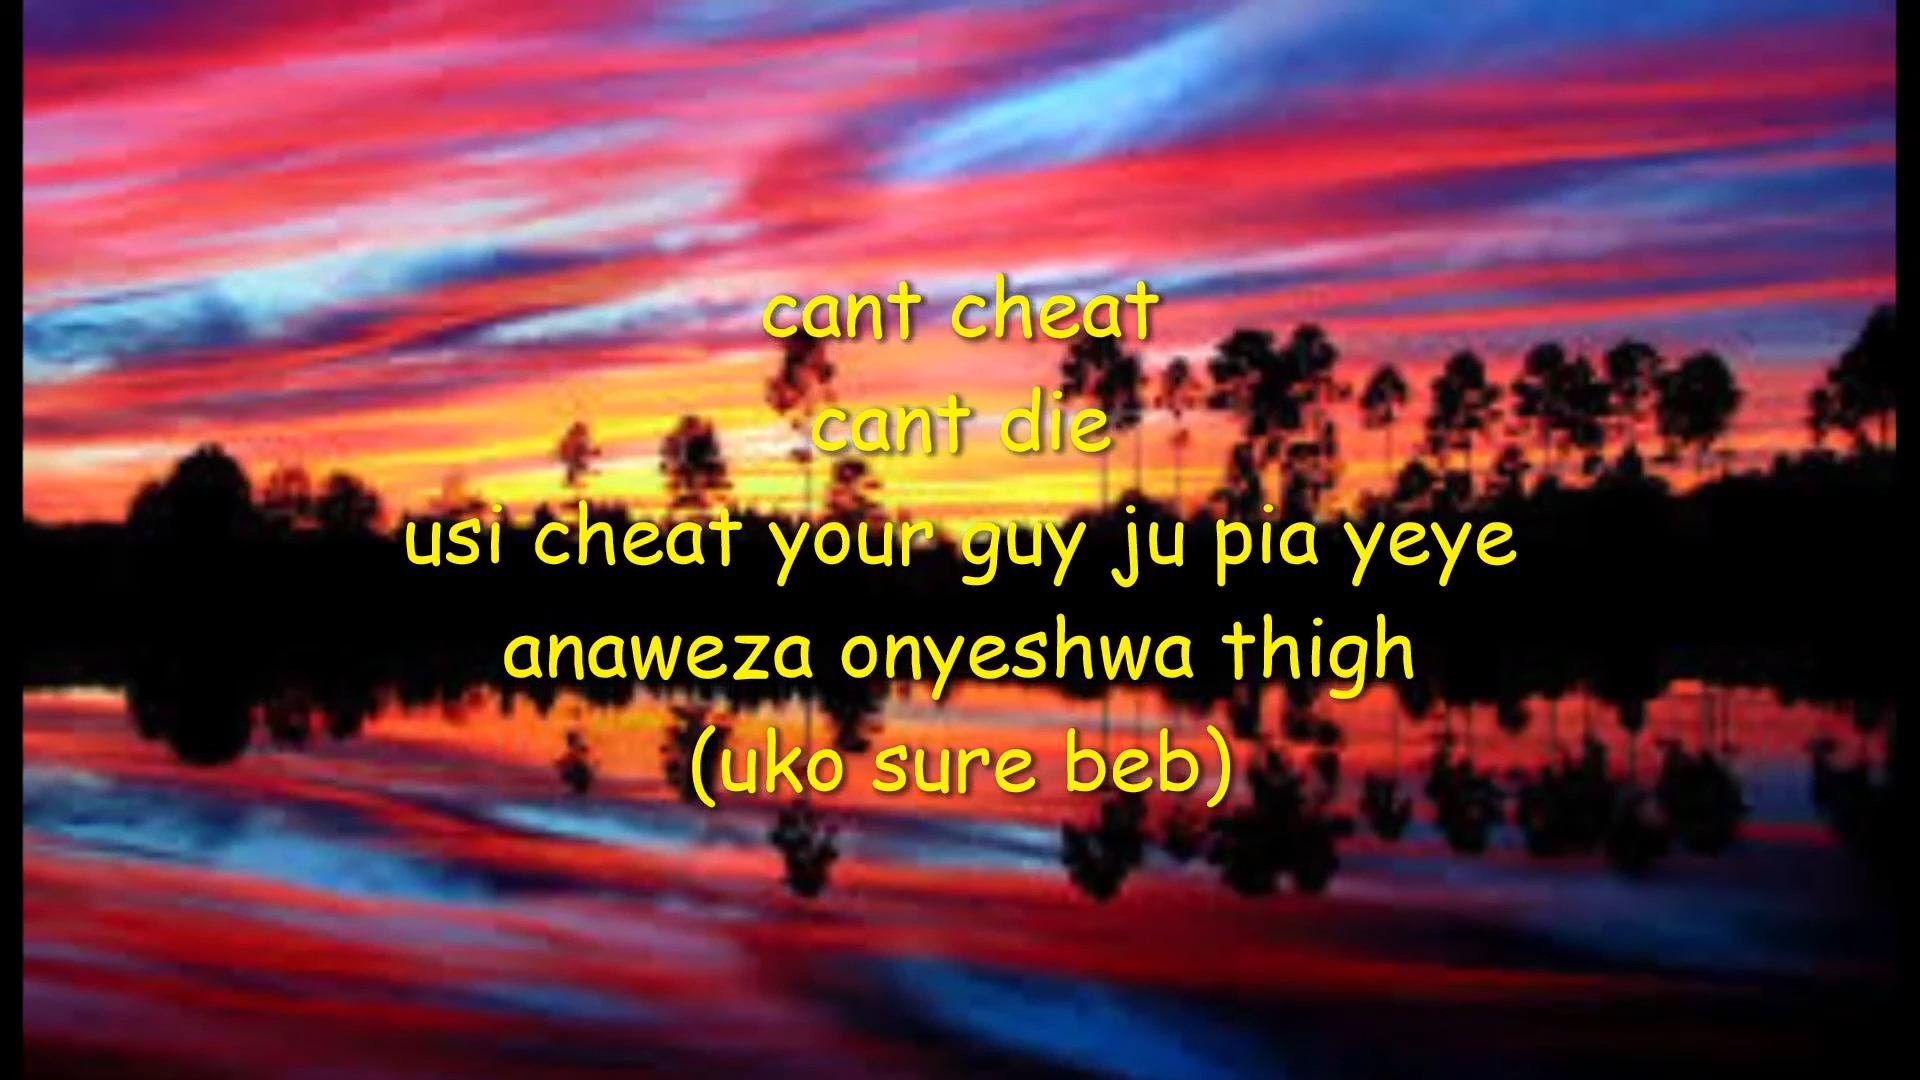 cant cheat
cant die
usi cheat your guy ju pia yeye
anaweza onyeshwa thigh
(uko sure beb)